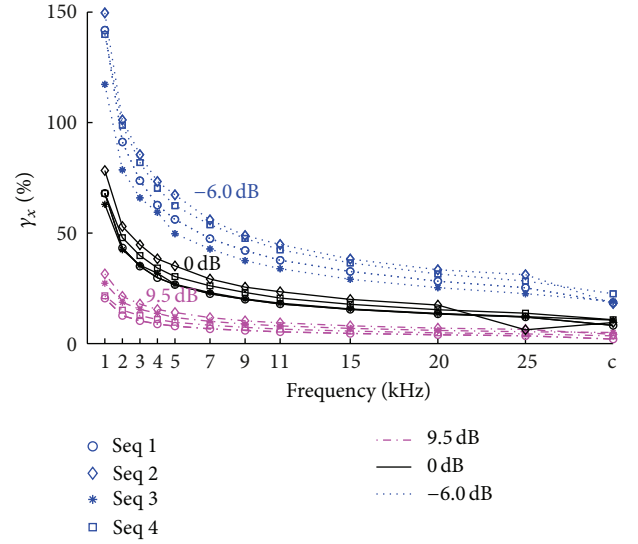 150
100
50
0
γx (%)
−6.0 dB
0 dB
9.5 dB
1 2 3 4 5 7 9 11 15 20 25 c
Frequency (kHz)
Seq 1
Seq 2
Seq 3
Seq 4
9.5 dB
0 dB
−6.0 dB